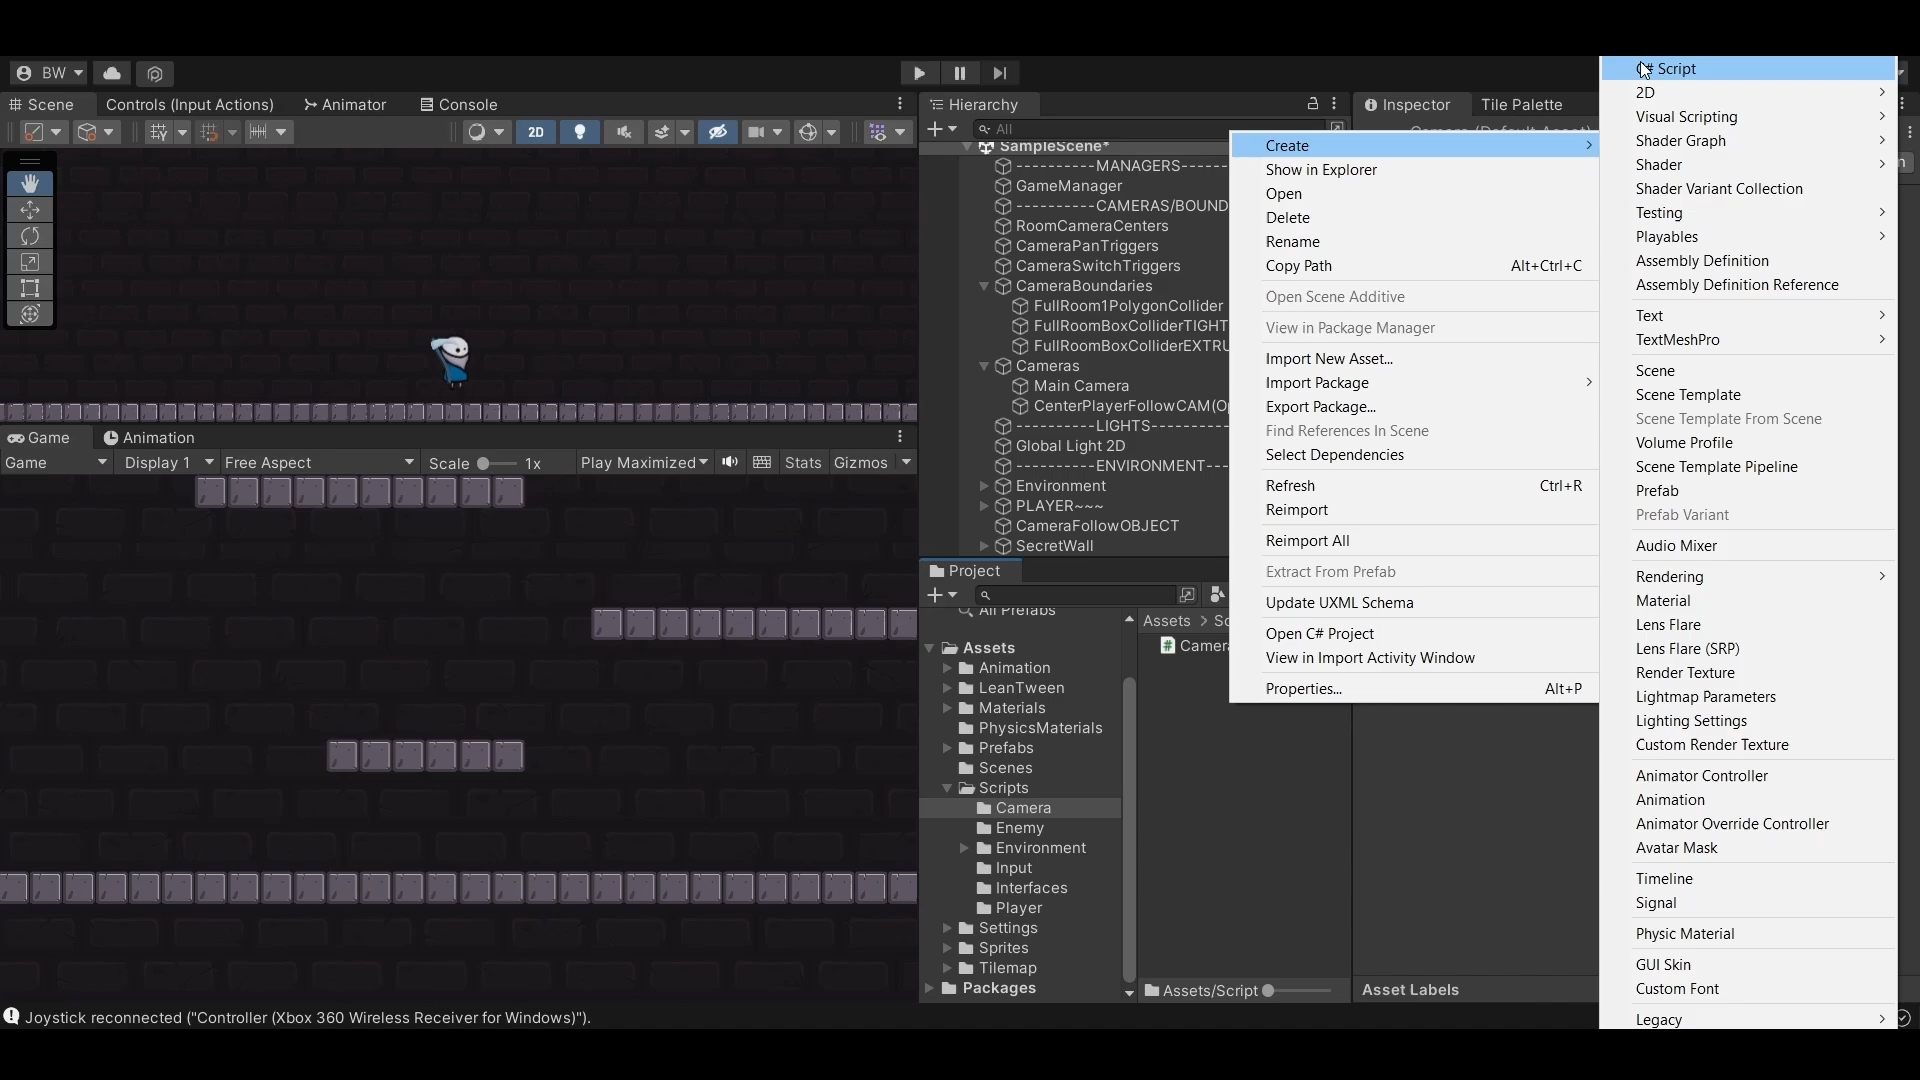 BW
Scene
Controls (Input Actions)
Animator
Console
2D
Game
Animation
Game
Display 1
Free Aspect
Scale
1x
Play Maximized
Stats
Gizmos
Hierarchy
All
SampleScene*
----------MANAGERS------
GameManager
----------CAMERAS/BOUND
RoomCameraCenters
CameraPanTriggers
CameraSwitchTriggers
CameraBoundaries
FullRoom1PolygonCollider
FullRoomBoxColliderTIGHT
FullRoomBoxColliderEXTRU
Cameras
Main Camera
CenterPlayerFollowCAM(O
----------LIGHTS----------
Global Light 2D
----------ENVIRONMENT---
Environment
PLAYER~~~
CameraFollowOBJECT
SecretWall
Project
All Prefabs
Assets
Animation
LeanTween
Materials
PhysicsMaterials
Prefabs
Scenes
Scripts
Camera
Enemy
Environment
Input
Interfaces
Player
Settings
Sprites
Tilemap
Packages
Assets > Sc
Camera
Assets/Script
Inspector
Tile Palette
Camera (Default Asset)
Asset Labels
Create
Show in Explorer
Open
Delete
Rename
Copy Path Alt+Ctrl+C
Open Scene Additive
View in Package Manager
Import New Asset...
Import Package
Export Package...
Find References In Scene
Select Dependencies
Refresh Ctrl+R
Reimport
Reimport All
Extract From Prefab
Update UXML Schema
Open C# Project
View in Import Activity Window
Properties... Alt+P
C# Script
2D
Visual Scripting
Shader Graph
Shader
Shader Variant Collection
Testing
Playables
Assembly Definition
Assembly Definition Reference
Text
TextMeshPro
Scene
Scene Template
Scene Template From Scene
Volume Profile
Scene Template Pipeline
Prefab
Prefab Variant
Audio Mixer
Rendering
Material
Lens Flare
Lens Flare (SRP)
Render Texture
Lightmap Parameters
Lighting Settings
Custom Render Texture
Animator Controller
Animation
Animator Override Controller
Avatar Mask
Timeline
Signal
Physic Material
GUI Skin
Custom Font
Legacy
Joystick reconnected ("Controller (Xbox 360 Wireless Receiver for Windows)").